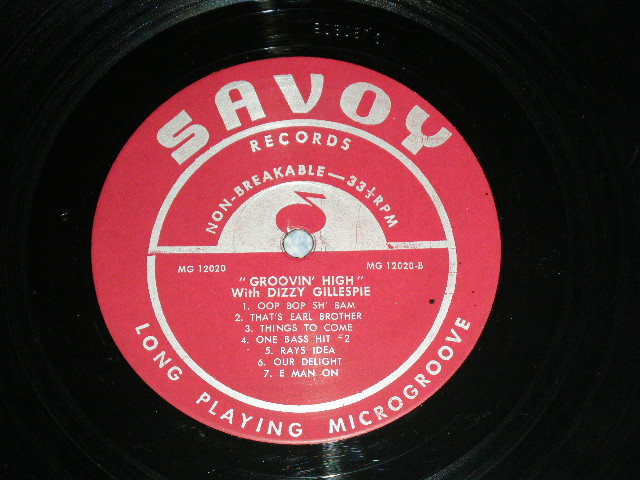 SAVOY
RECORDS
NON-BREAKABLE—33⅓RPM
MG 12020
MG 12020-B
"GROOVIN' HIGH"
With DIZZY GILLESPIE
1. OOP BOP SH' BAM
2. THAT'S EARL BROTHER
3. THINGS TO COME
4. ONE BASS HIT #2
5. RAYS IDEA
6. OUR DELIGHT
7. E MAN ON
LONG PLAYING MICROGROOVE